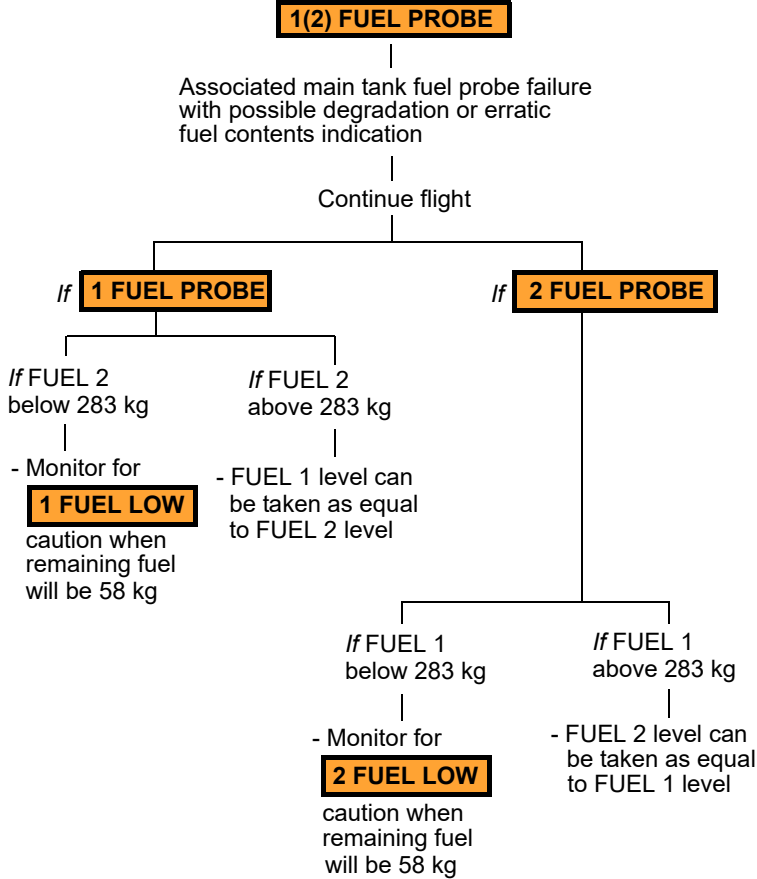 1(2) FUEL PROBE
Associated main tank fuel probe failure
with possible degradation or erratic
fuel contents indication
Continue flight
If 1 FUEL PROBE
If FUEL 2
below 283 kg
- Monitor for
1 FUEL LOW
caution when
remaining fuel
will be 58 kg
If FUEL 2
above 283 kg
- FUEL 1 level can
be taken as equal
to FUEL 2 level
If 2 FUEL PROBE
If FUEL 1
below 283 kg
- Monitor for
2 FUEL LOW
caution when
remaining fuel
will be 58 kg
If FUEL 1
above 283 kg
- FUEL 2 level can
be taken as equal
to FUEL 1 level